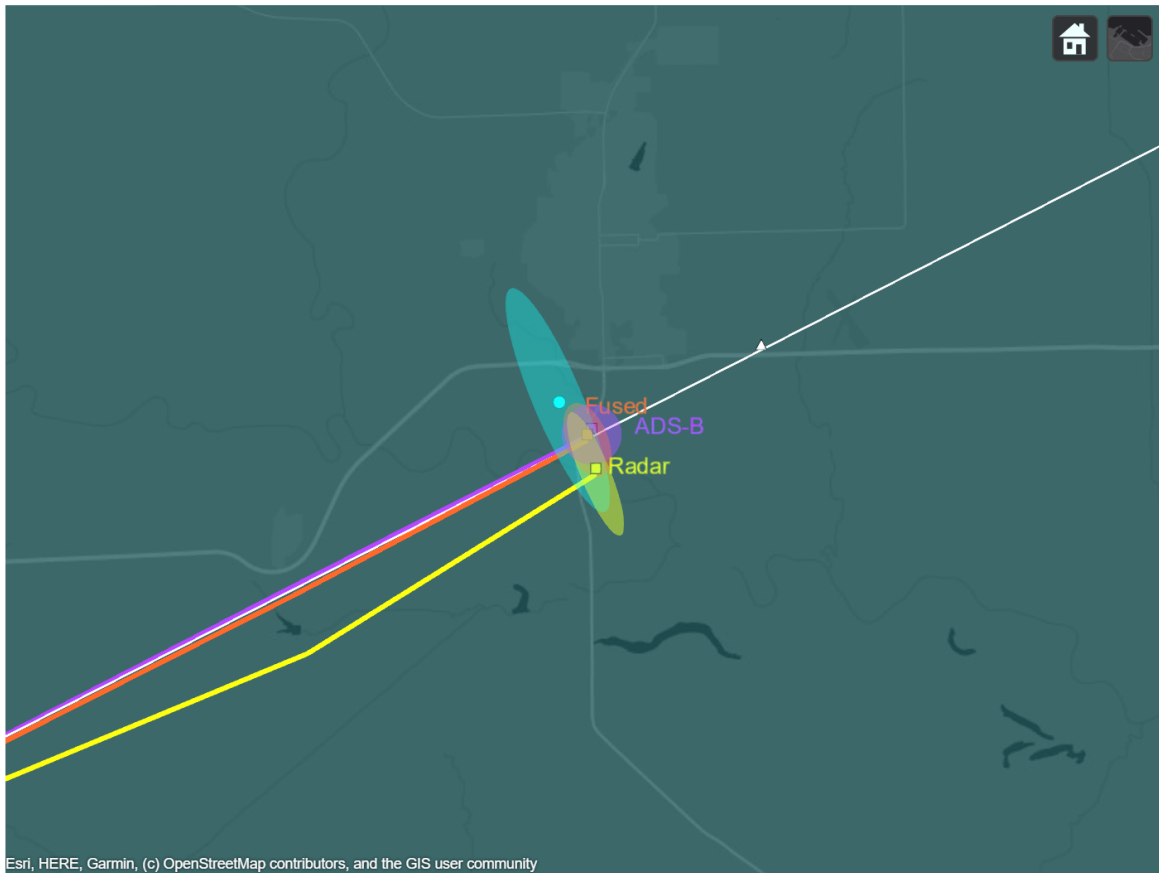 Fused
ADS-B
Radar
Esri, HERE, Garmin, (c) OpenStreetMap contributors, and the GIS user community